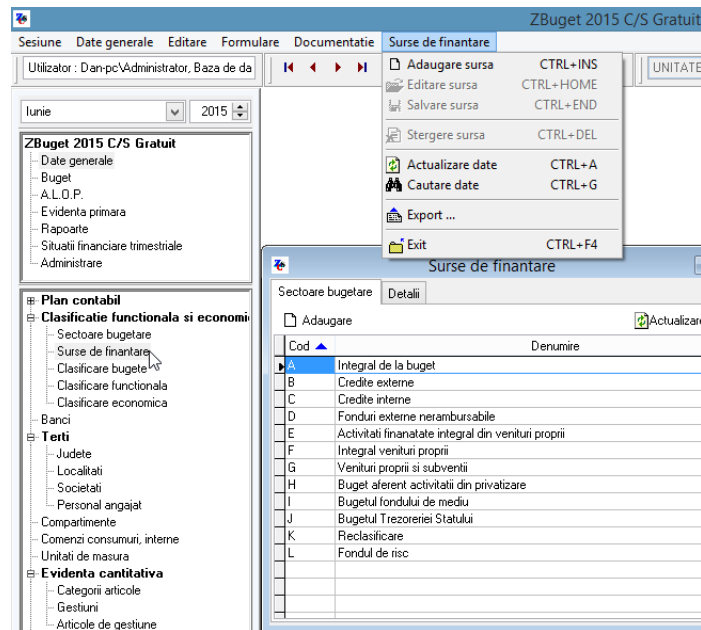 ZBuget 2015 C/S Gratuit
Sesiune Date generale Editare Formulare Documentatie Surse de finantare
Utilizator : Dan-pc\Administrator, Baza de da
UNITATE
Adaugare sursa CTRL+INS
Editare sursa CTRL+HOME
Salvare sursa CTRL+END
Stergere sursa CTRL+DEL
Actualizare date CTRL+A
Cautare date CTRL+G
Export ...
Exit CTRL+F4
Iunie 2015
ZBuget 2015 C/S Gratuit
Date generale
Buget
A.L.O.P.
Evidenta primara
Rapoarte
Situatii financiare trimestriale
Administrare
Plan contabil
Clasificatie functionala si economi
Sectoare bugetare
Surse de finantare
Clasificare bugete
Clasificare functionala
Clasificare economica
Banci
Terti
Judete
Localitati
Societati
Personal angajat
Compartimente
Comenzi consumuri, interne
Unitati de masura
Evidenta cantitativa
Categorii articole
Gestiuni
Articole de gestiune
Surse de finantare
Sectoare bugetare Detalii
Adaugare Actualizare
Cod Denumire
A Integral de la buget
B Credite externe
C Credite interne
D Fonduri externe nerambursabile
E Activitati finanatate integral din venituri proprii
F Integral venituri proprii
G Venituri proprii si subventii
H Buget aferent activitatii din privatizare
I Bugetul fondului de mediu
J Bugetul Trezoreriei Statului
K Reclasificare
L Fondul de risc